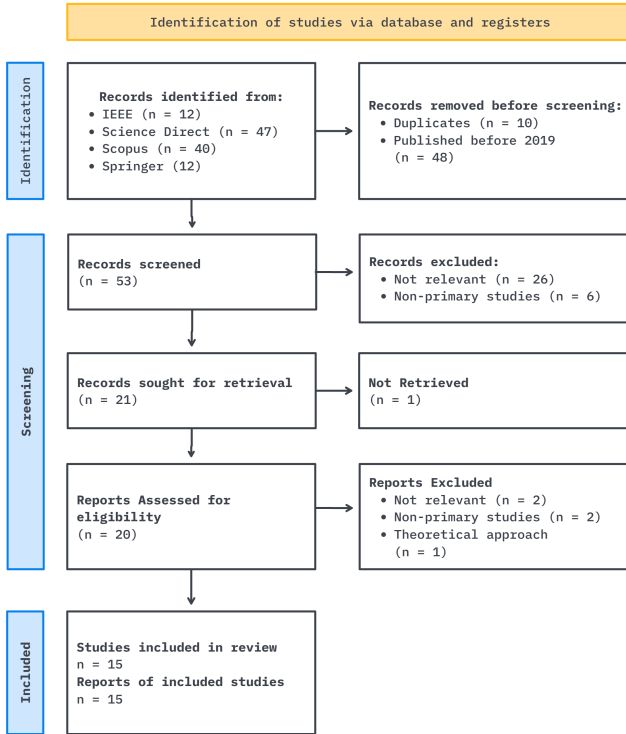 Identification of studies via database and registers
Identification
Records identified from:
• IEEE (n = 12)
• Science Direct (n = 47)
• Scopus (n = 40)
• Springer (12)
Records removed before screening:
• Duplicates (n = 10)
• Published before 2019
(n = 48)
Screening
Records screened
(n = 53)
Records excluded:
• Not relevant (n = 26)
• Non-primary studies (n = 6)
Records sought for retrieval
(n = 21)
Not Retrieved
(n = 1)
Reports Assessed for
eligibility
(n = 20)
Reports Excluded
• Not relevant (n = 2)
• Non-primary studies (n = 2)
• Theoretical approach
(n = 1)
Included
Studies included in review
n = 15
Reports of included studies
n = 15